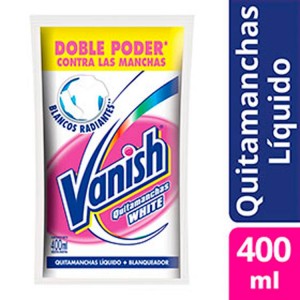 DOBLE PODER*
CONTRA LAS MANCHAS
BLANCOS RADIANTES*
Vanish
Quitamanchas
WHITE
400ml
QUITAMANCHAS LÍQUIDO + BLANQUEADOR
Quitamanchas
Líquido
400
ml